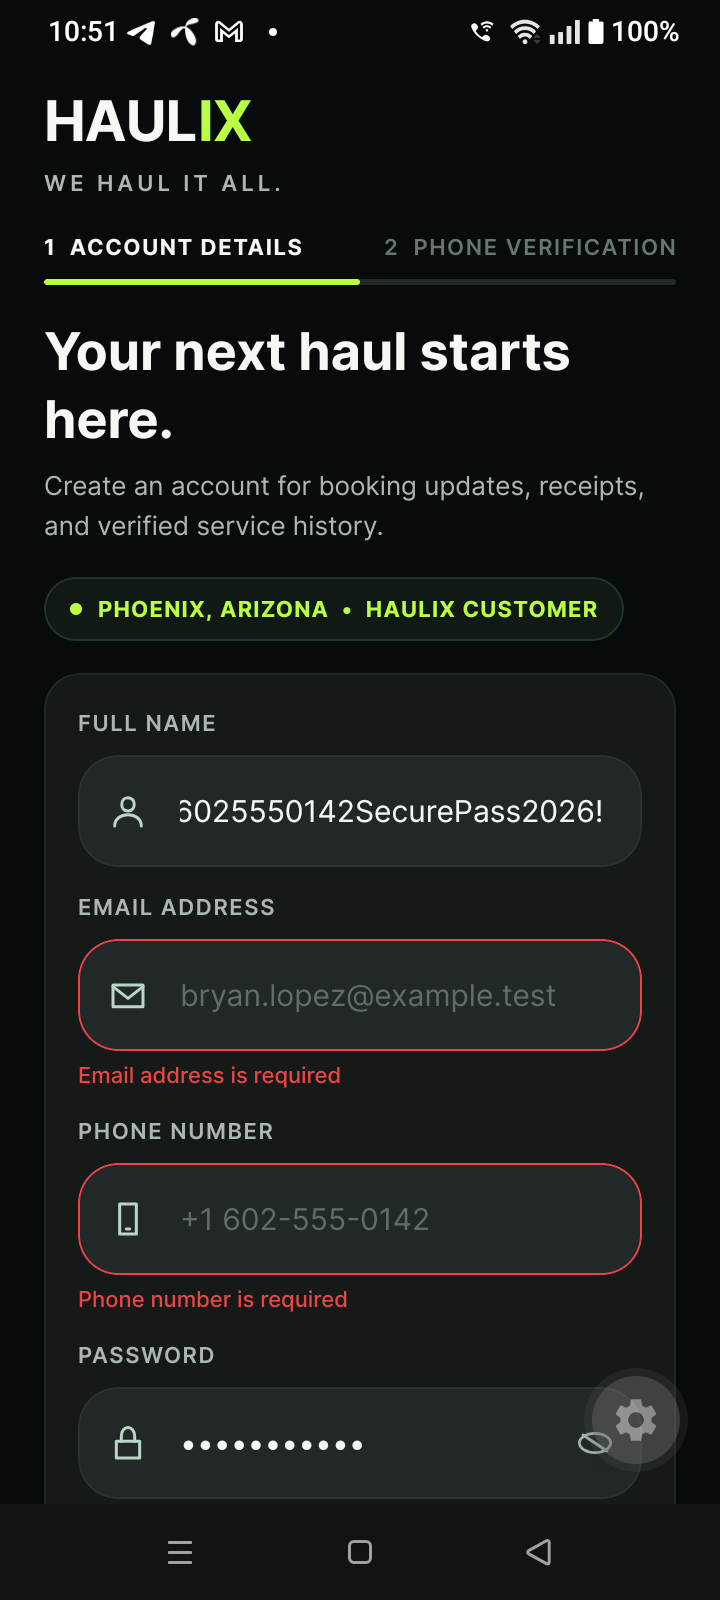 10:51
100%
HAULIX
WE HAUL IT ALL.
1 ACCOUNT DETAILS
2 PHONE VERIFICATION
Your next haul starts
here.
Create an account for booking updates, receipts,
and verified service history.
PHOENIX, ARIZONA • HAULIX CUSTOMER
FULL NAME
6025550142SecurePass2026!
EMAIL ADDRESS
bryan.lopez@example.test
Email address is required
PHONE NUMBER
+1 602-555-0142
Phone number is required
PASSWORD
•••••••••••